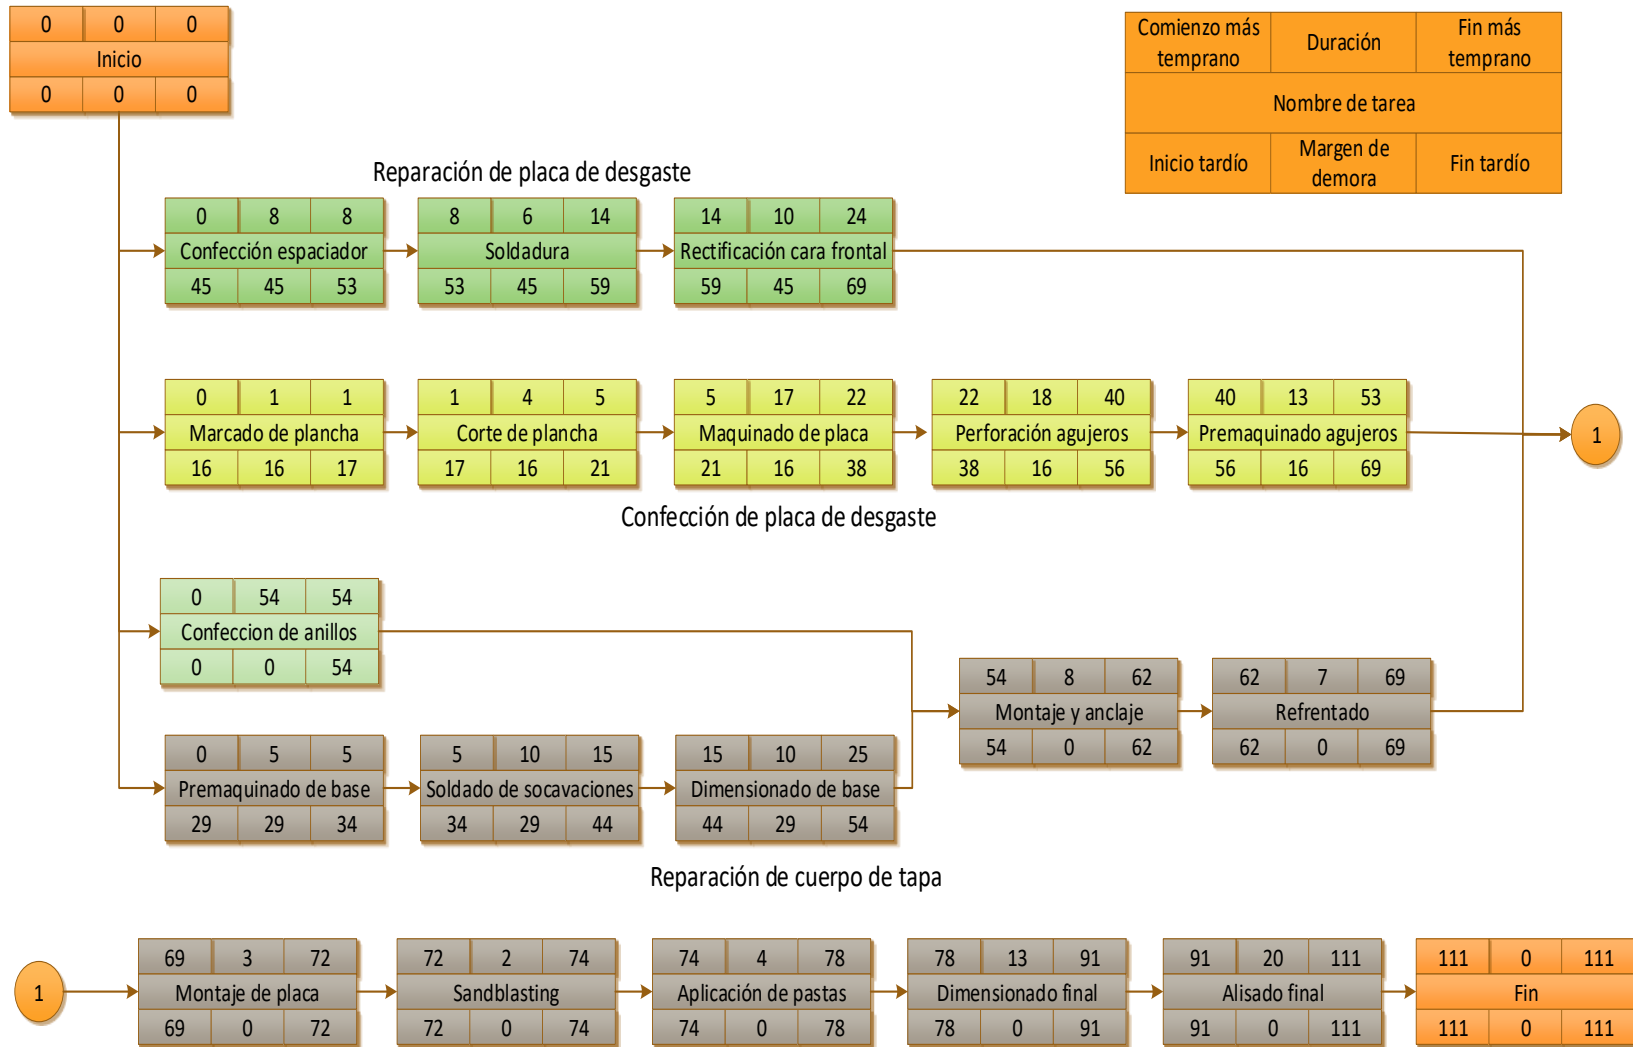 0 0 0
Inicio
0 0 0
Comienzo más temprano Duración Fin más temprano
Nombre de tarea
Inicio tardío Margen de demora Fin tardío
Reparación de placa de desgaste
0 8 8
Confección espaciador
45 45 53
8 6 14
Soldadura
53 45 59
14 10 24
Rectificación cara frontal
59 45 69
0 1 1
Marcado de plancha
16 16 17
1 4 5
Corte de plancha
17 16 21
5 17 22
Maquinado de placa
21 16 38
22 18 40
Perforación agujeros
38 16 56
40 13 53
Premaquinado agujeros
56 16 69
1
Confección de placa de desgaste
0 54 54
Confeccion de anillos
0 0 54
54 8 62
Montaje y anclaje
54 0 62
62 7 69
Refrentado
62 0 69
0 5 5
Premaquinado de base
29 29 34
5 10 15
Soldado de socavaciones
34 29 44
15 10 25
Dimensionado de base
44 29 54
Reparación de cuerpo de tapa
1
69 3 72
Montaje de placa
69 0 72
72 2 74
Sandblasting
72 0 74
74 4 78
Aplicación de pastas
74 0 78
78 13 91
Dimensionado final
78 0 91
91 20 111
Alisado final
91 0 111
111 0 111
Fin
111 0 111